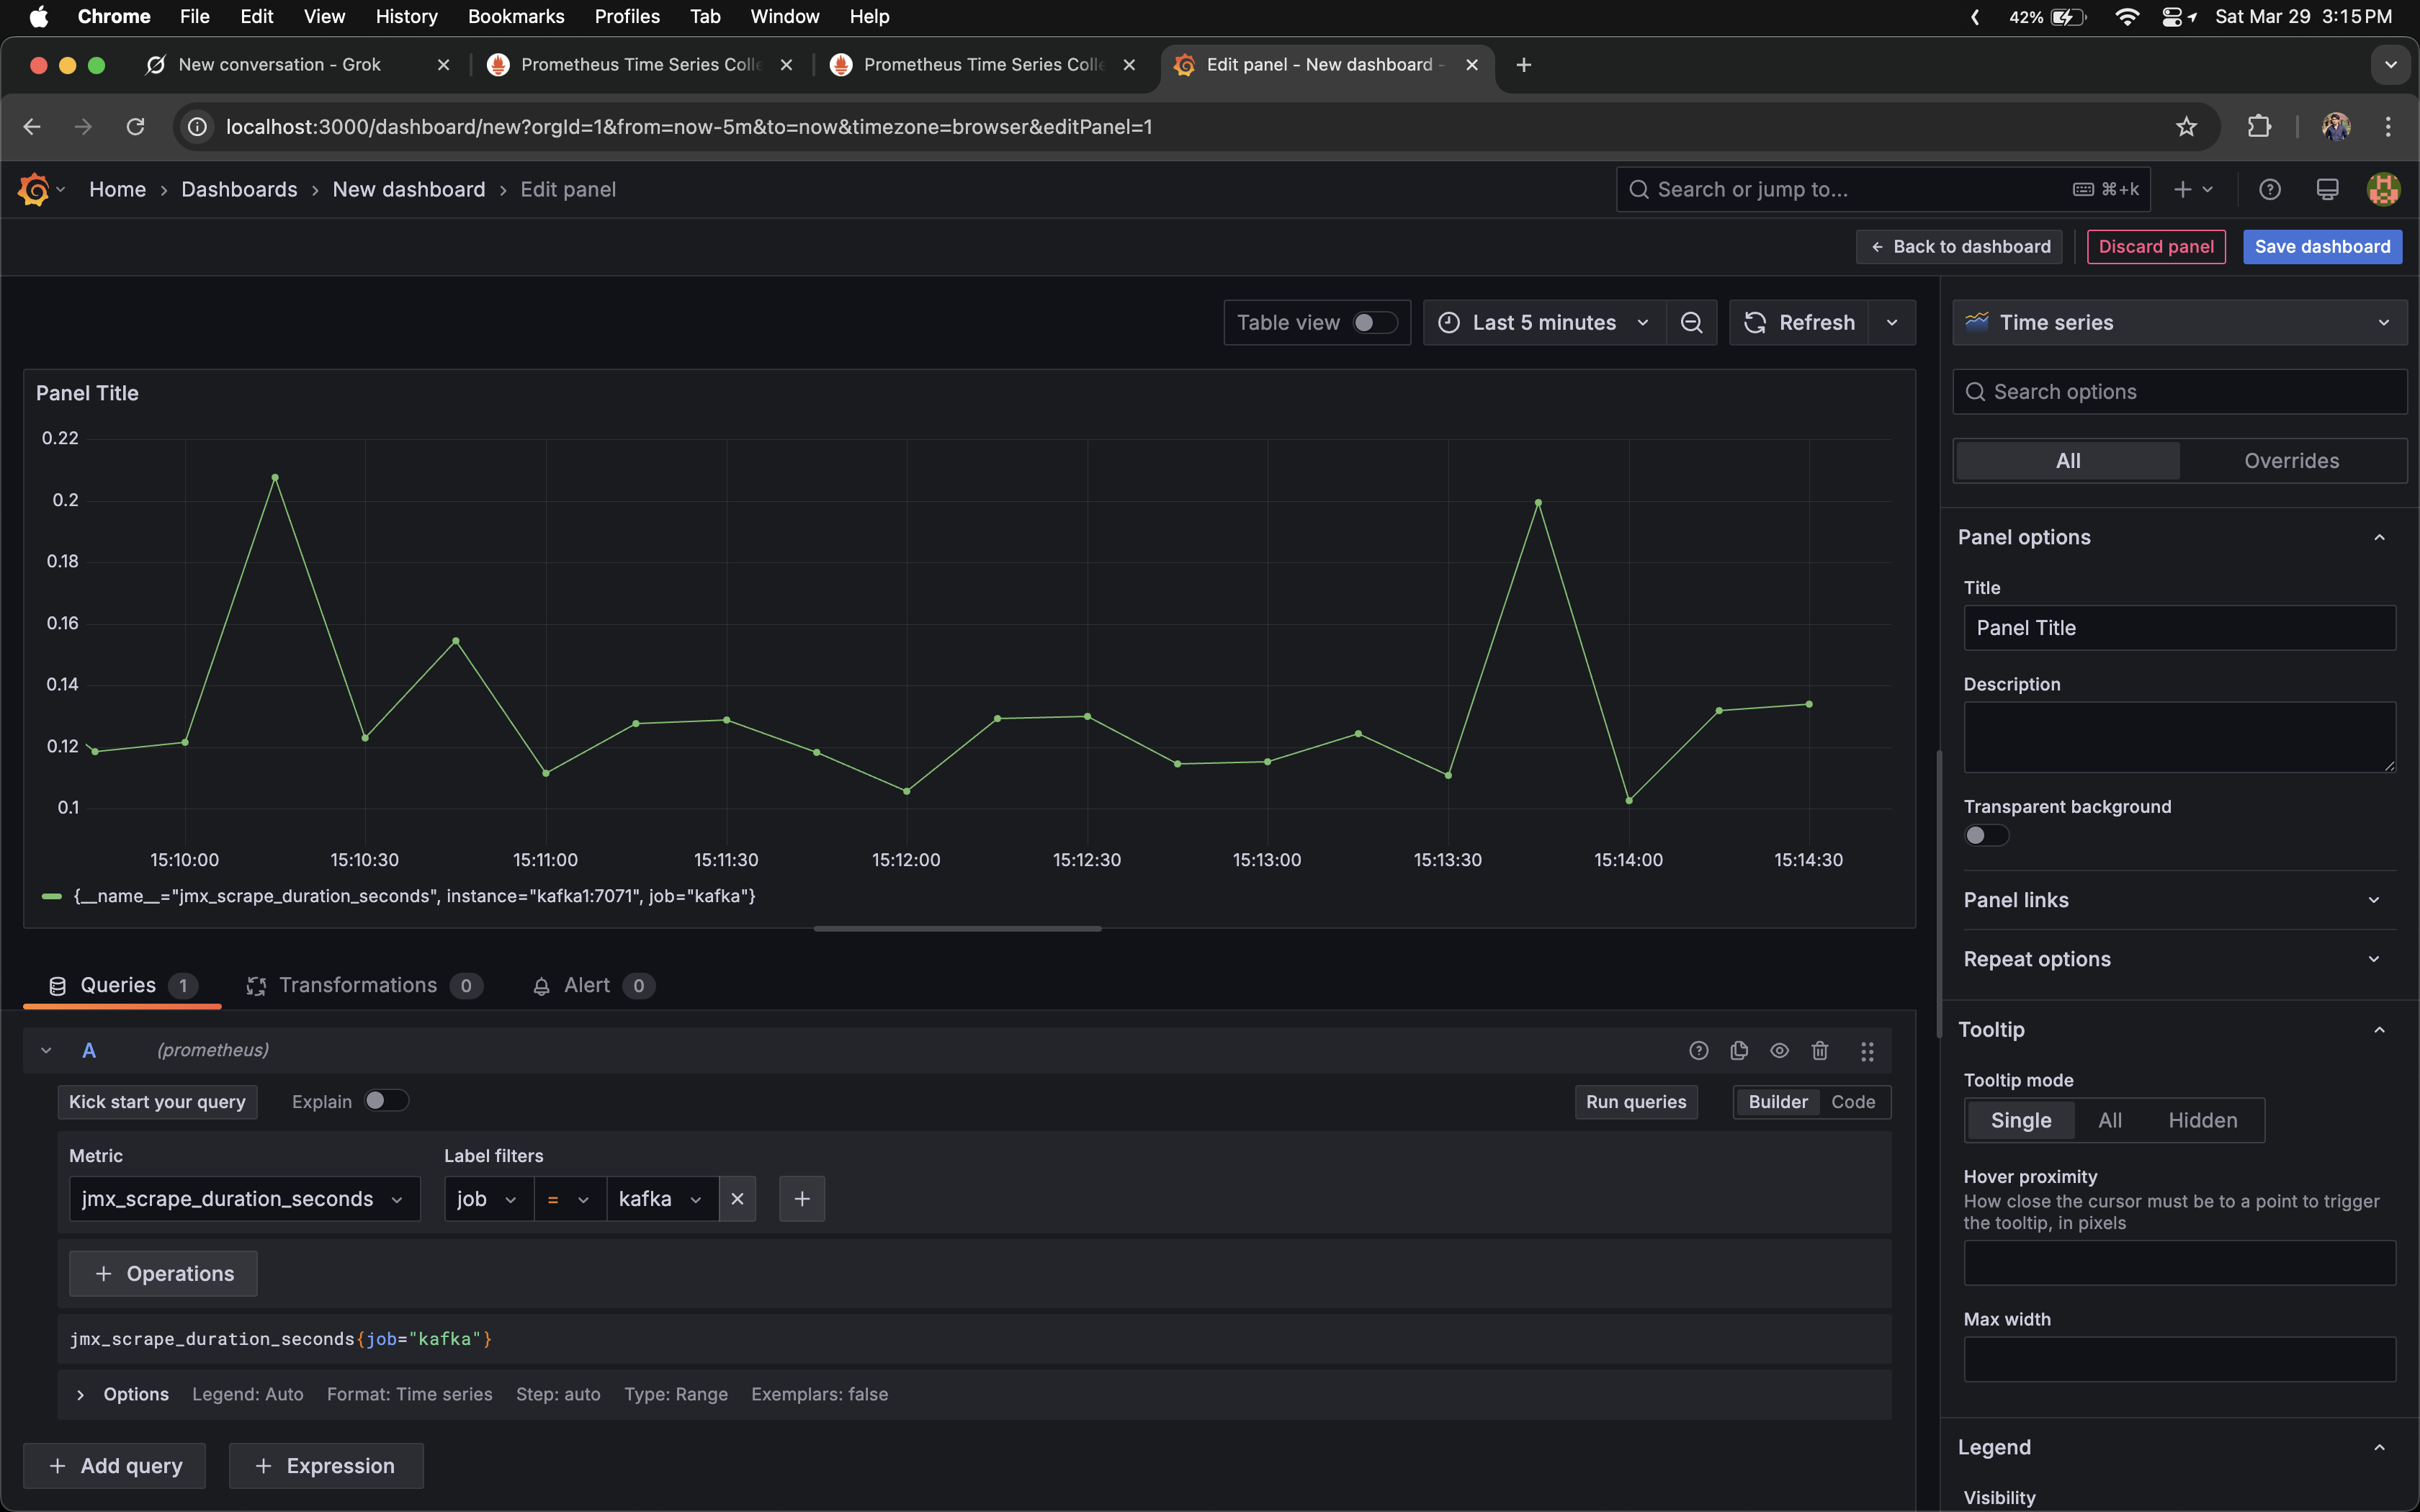 Chrome File Edit View History Bookmarks Profiles Tab Window Help 42% Sat Mar 29 3:15 PM
New conversation - Grok Prometheus Time Series Colle Prometheus Time Series Colle Edit panel - New dashboard -
localhost:3000/dashboard/new?orgId=1&from=now-5m&to=now&timezone=browser&editPanel=1
Home › Dashboards › New dashboard › Edit panel Search or jump to... ⌘+k
← Back to dashboard Discard panel Save dashboard
Table view Last 5 minutes Refresh
Panel Title
0.22
0.2
0.18
0.16
0.14
0.12
0.1
15:10:00 15:10:30 15:11:00 15:11:30 15:12:00 15:12:30 15:13:00 15:13:30 15:14:00 15:14:30
{__name__="jmx_scrape_duration_seconds", instance="kafka1:7071", job="kafka"}
Queries 1 Transformations 0 Alert 0
A (prometheus)
Kick start your query Explain Run queries Builder Code
Metric Label filters
jmx_scrape_duration_seconds job = kafka
+ Operations
jmx_scrape_duration_seconds{job="kafka"}
Options Legend: Auto Format: Time series Step: auto Type: Range Exemplars: false
+ Add query + Expression
Time series
Search options
All Overrides
Panel options
Title
Panel Title
Description
Transparent background
Panel links
Repeat options
Tooltip
Tooltip mode
Single All Hidden
Hover proximity
How close the cursor must be to a point to trigger
the tooltip, in pixels
Max width
Legend
Visibility